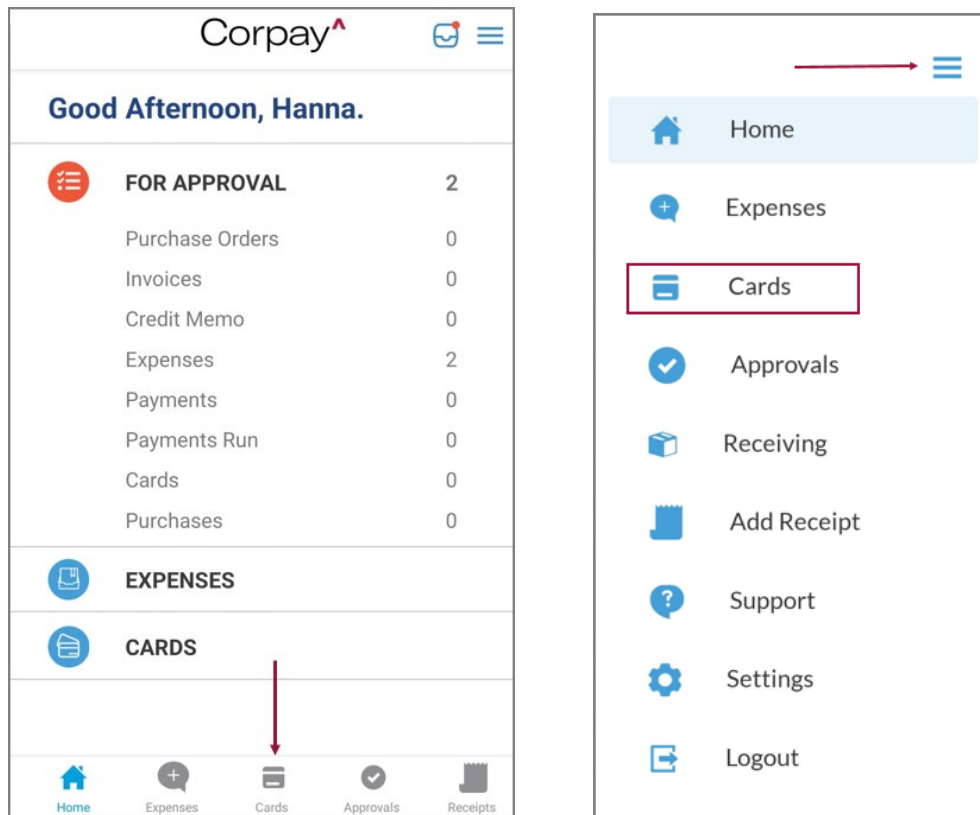 Corpay^
Good Afternoon, Hanna.
FOR APPROVAL 2
Purchase Orders 0
Invoices 0
Credit Memo 0
Expenses 2
Payments 0
Payments Run 0
Cards 0
Purchases 0
EXPENSES
CARDS
Home Expenses Cards Approvals Receipts
Home
Expenses
Cards
Approvals
Receiving
Add Receipt
Support
Settings
Logout